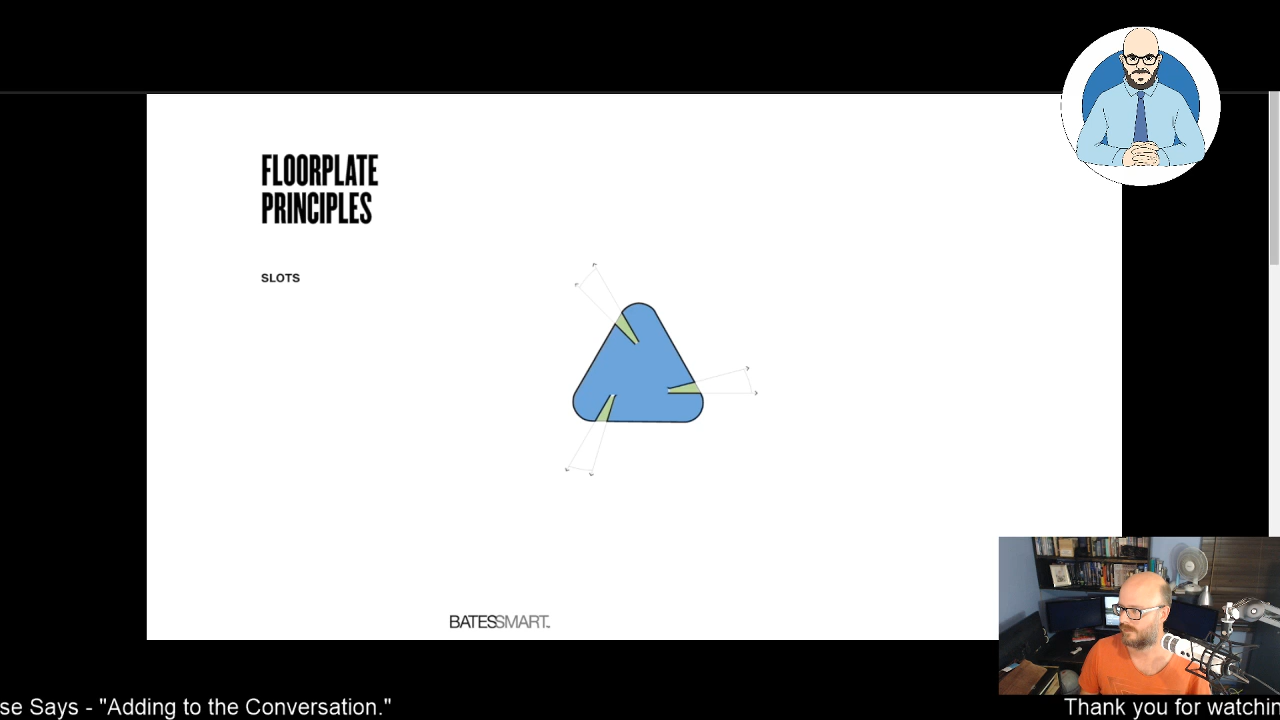 FLOORPLATE
PRINCIPLES
SLOTS
BATESSMART.
se Says - "Adding to the Conversation."
Thank you for watchin